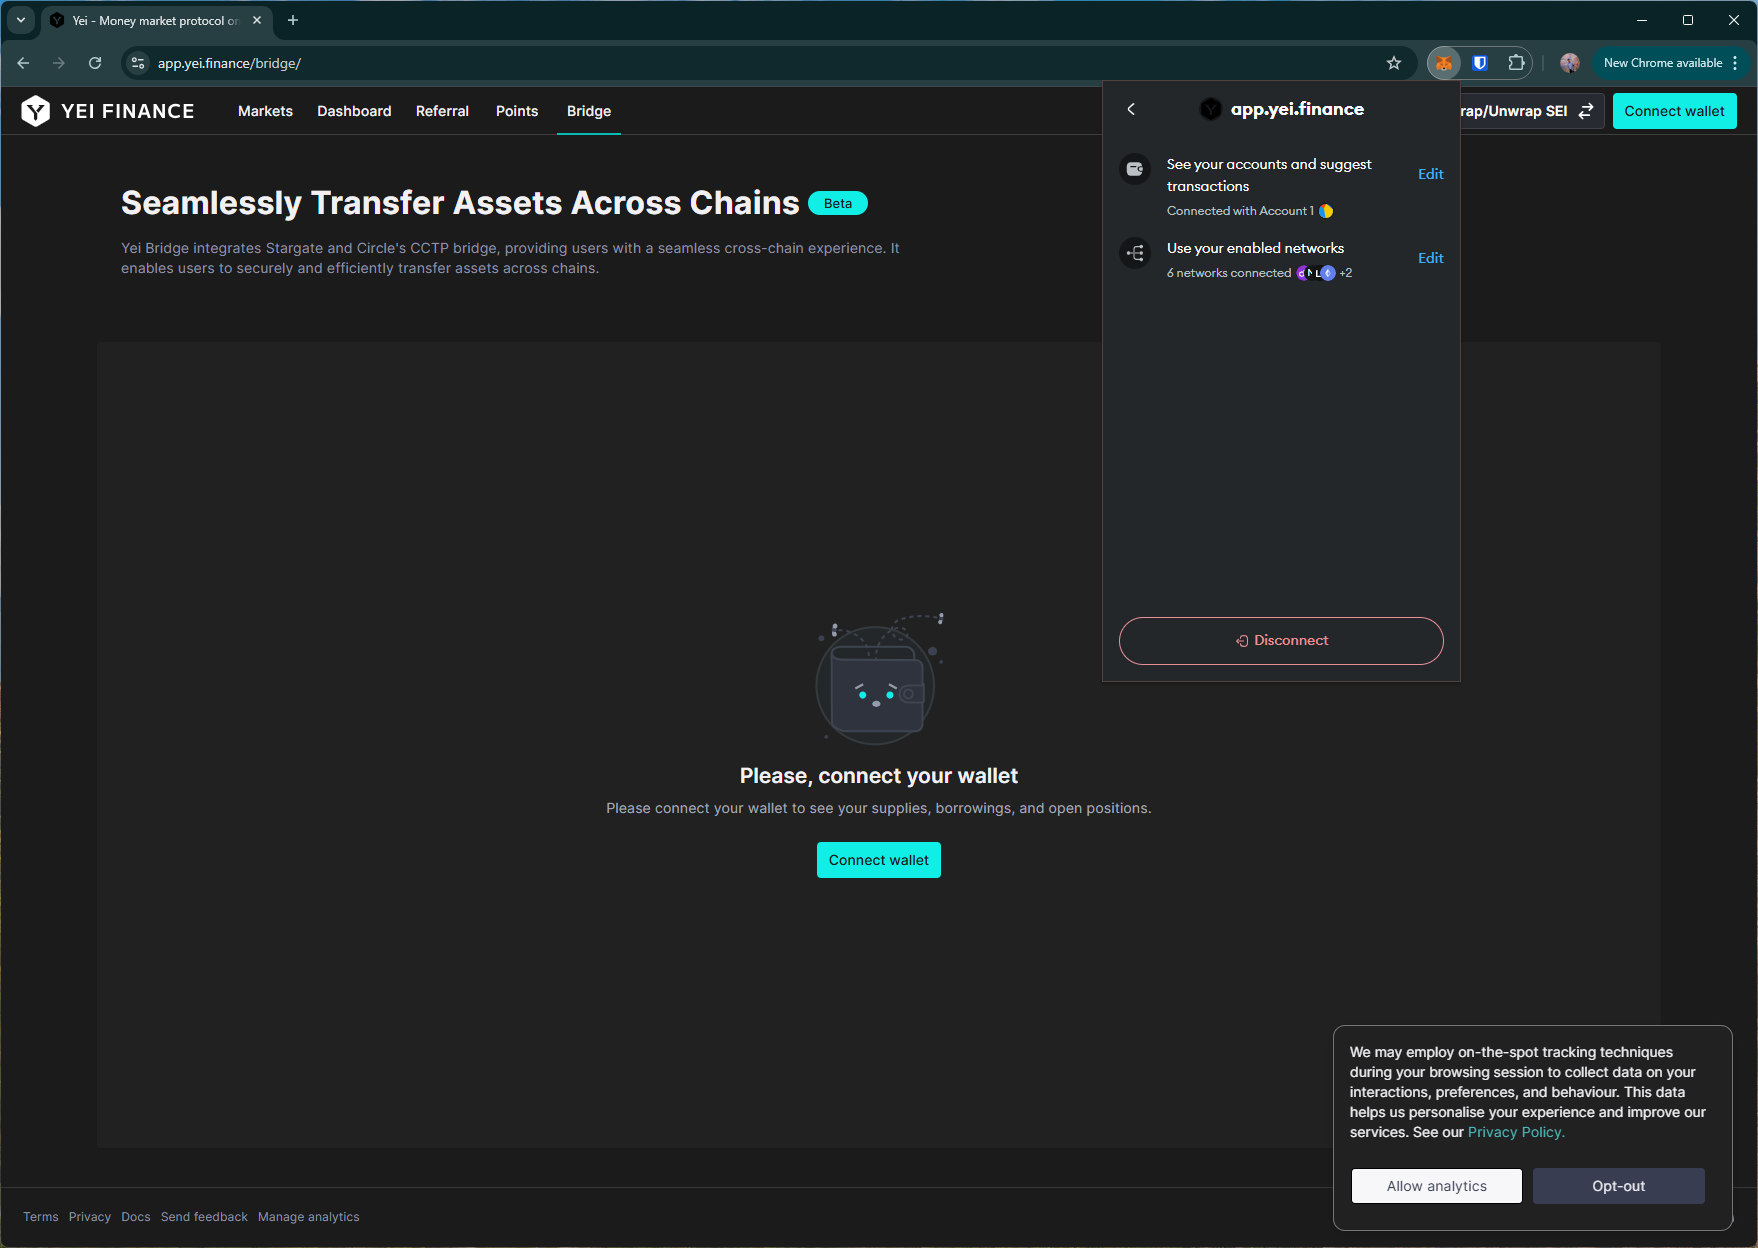 Yei - Money market protocol on
app.yei.finance/bridge/
New Chrome available
YEI FINANCE
Markets
Dashboard
Referral
Points
Bridge
rap/Unwrap SEI
Connect wallet
app.yei.finance
See your accounts and suggest
transactions
Edit
Connected with Account 1
Use your enabled networks
Edit
6 networks connected
+2
Disconnect
Seamlessly Transfer Assets Across Chains
Beta
Yei Bridge integrates Stargate and Circle's CCTP bridge, providing users with a seamless cross-chain experience. It
enables users to securely and efficiently transfer assets across chains.
Please, connect your wallet
Please connect your wallet to see your supplies, borrowings, and open positions.
Connect wallet
We may employ on-the-spot tracking techniques
during your browsing session to collect data on your
interactions, preferences, and behaviour. This data
helps us personalise your experience and improve our
services. See our Privacy Policy.
Allow analytics
Opt-out
Terms
Privacy
Docs
Send feedback
Manage analytics